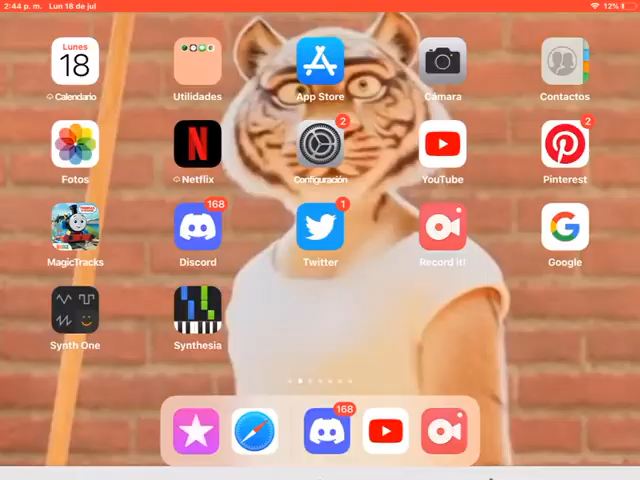 2:44 p. m. Lun 18 de jul
12%
Lunes
18
Calendario
Utilidades
App Store
Cámara
Contactos
2
2
Fotos
Netflix
Configuración
YouTube
Pinterest
168
1
MagicTracks
Discord
Twitter
Record it!
Google
Synth One
Synthesia
168